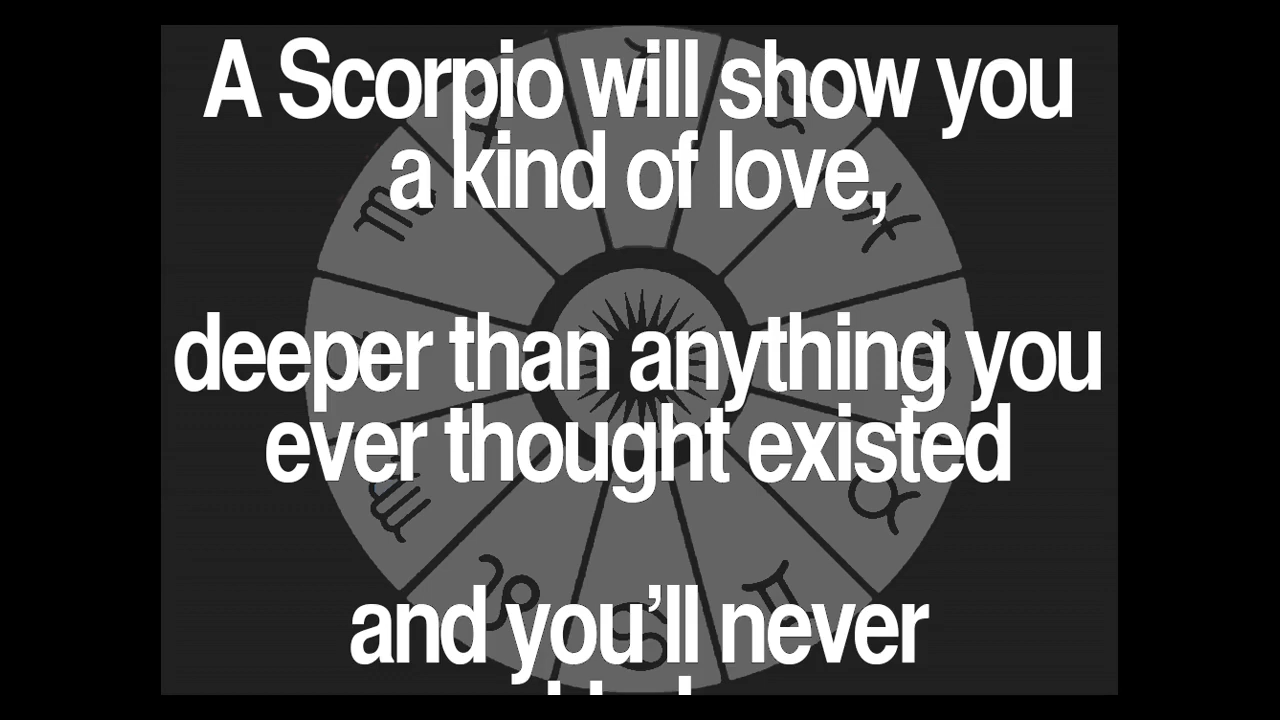 A Scorpio will show you
a kind of love,
deeper than anything you
ever thought existed
and you’ll never